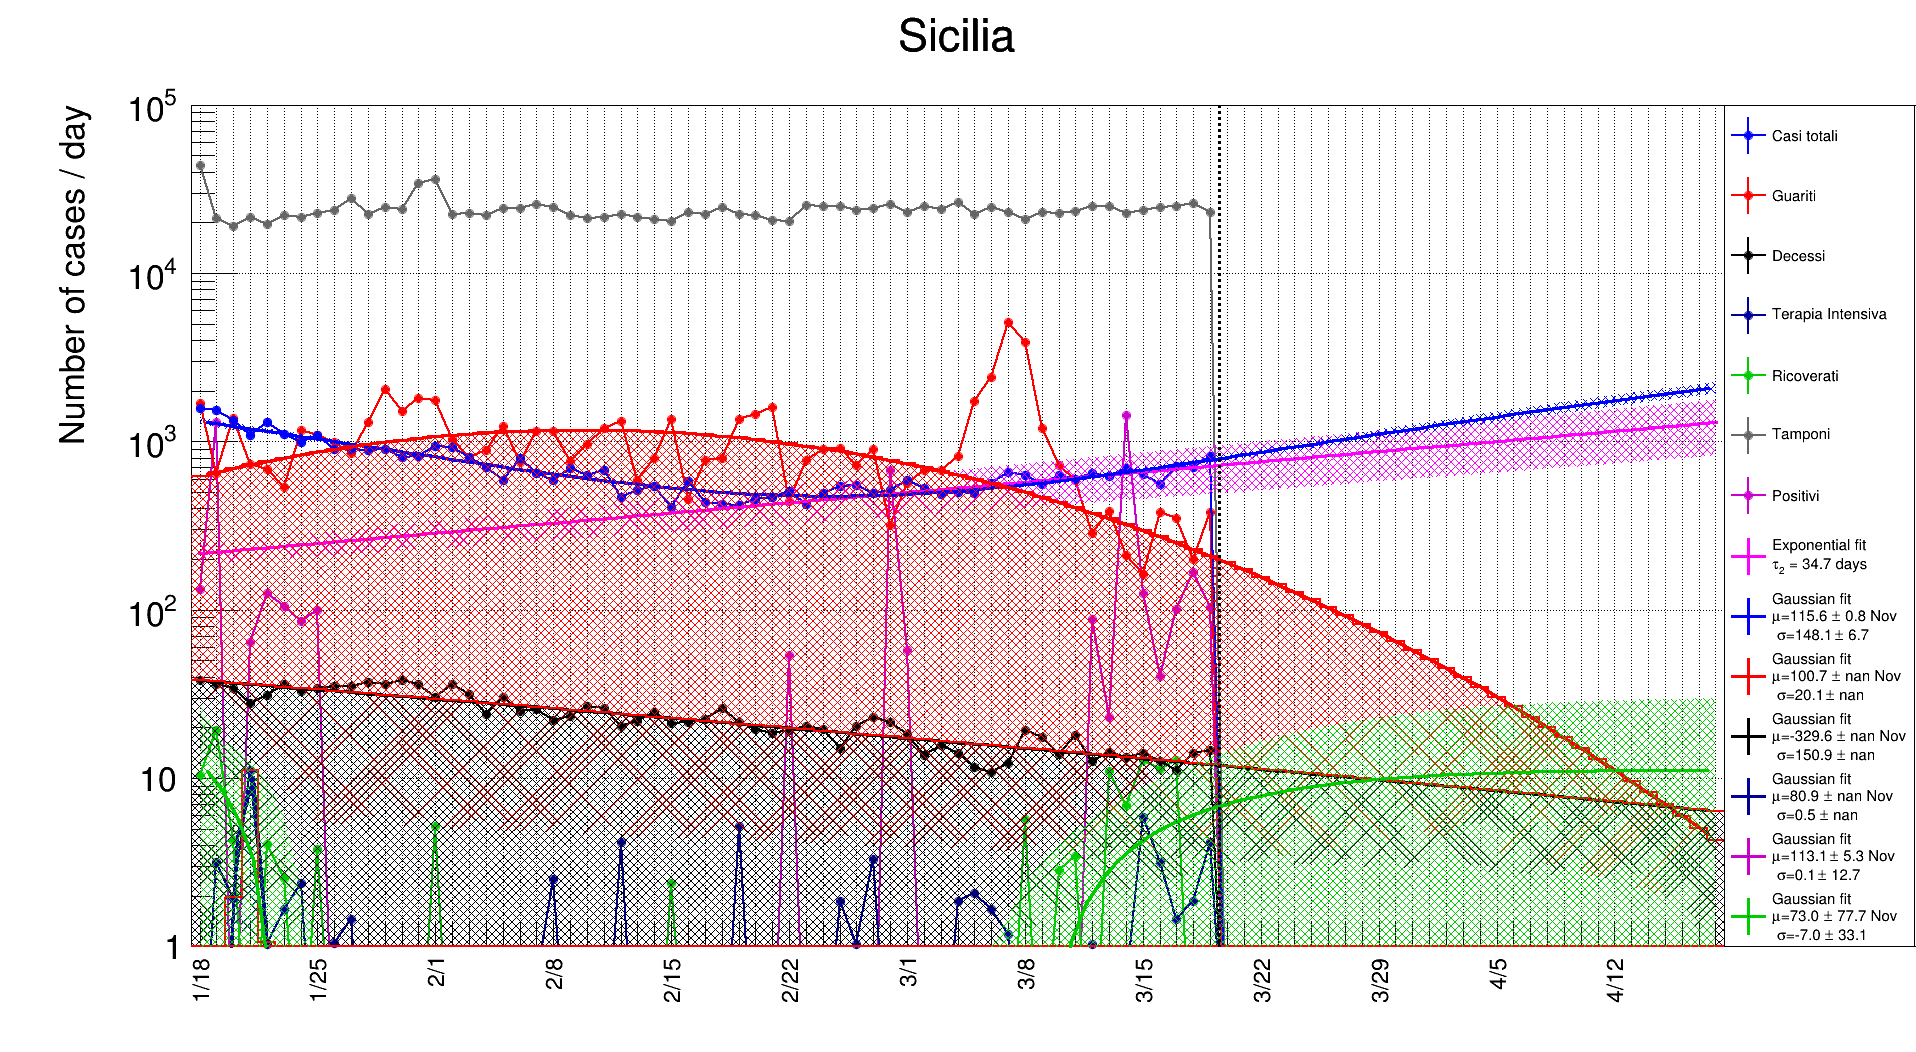 Sicilia
Number of cases / day
10^5
10^4
10^3
10^2
10
1
1/18
1/25
2/1
2/8
2/15
2/22
3/1
3/8
3/15
3/22
3/29
4/5
4/12
Casi totali
Guariti
Decessi
Terapia Intensiva
Ricoverati
Tamponi
Positivi
Exponential fit
τ₂ = 34.7 days
Gaussian fit
μ=115.6 ± 0.8 Nov
σ=148.1 ± 6.7
Gaussian fit
μ=100.7 ± nan Nov
σ=20.1 ± nan
Gaussian fit
μ=-329.6 ± nan Nov
σ=150.9 ± nan
Gaussian fit
μ=80.9 ± nan Nov
σ=0.5 ± nan
Gaussian fit
μ=113.1 ± 5.3 Nov
σ=0.1 ± 12.7
Gaussian fit
μ=73.0 ± 77.7 Nov
σ=-7.0 ± 33.1